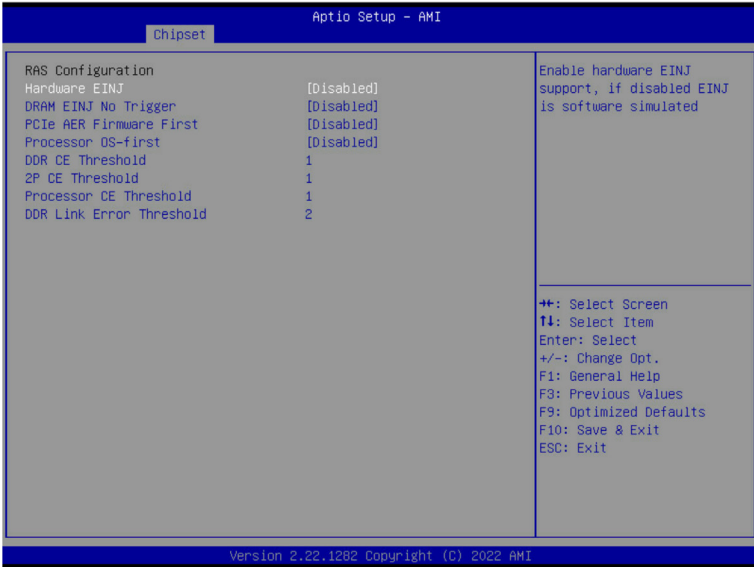 Aptio Setup – AMI
Chipset
RAS Configuration
Hardware EINJ [Disabled]
DRAM EINJ No Trigger [Disabled]
PCIe AER Firmware First [Disabled]
Processor OS-first [Disabled]
DDR CE Threshold 1
2P CE Threshold 1
Processor CE Threshold 1
DDR Link Error Threshold 2
Enable hardware EINJ
support, if disabled EINJ
is software simulated
→←: Select Screen
↑↓: Select Item
Enter: Select
+/-: Change Opt.
F1: General Help
F3: Previous Values
F9: Optimized Defaults
F10: Save & Exit
ESC: Exit
Version 2.22.1282 Copyright (C) 2022 AMI